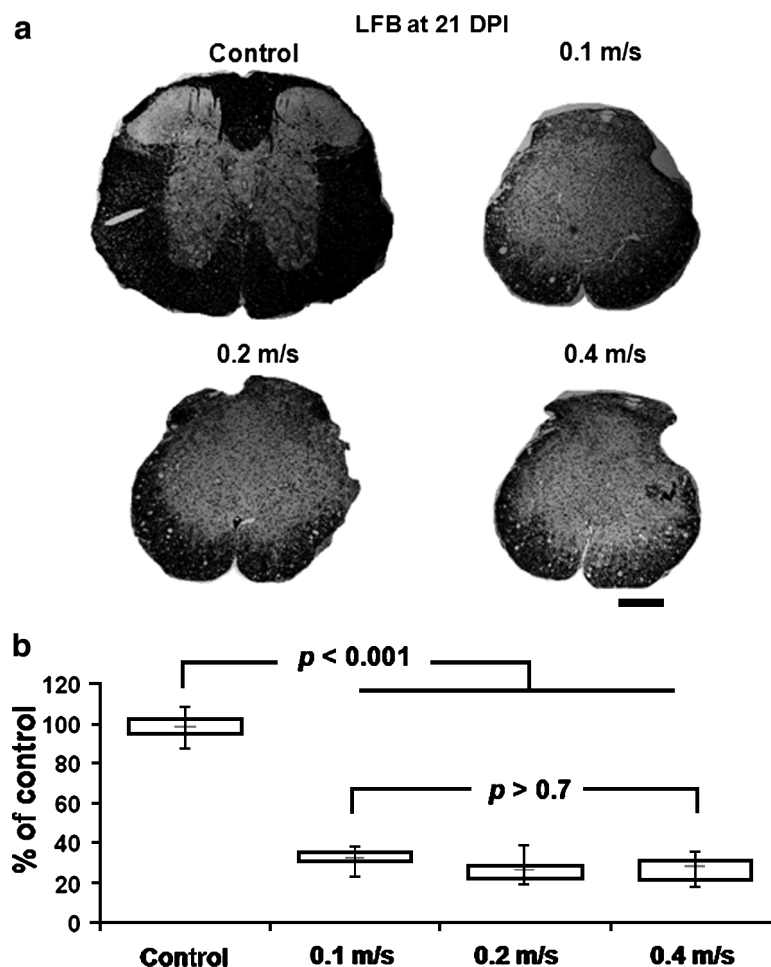 a
LFB at 21 DPI
Control
0.1 m/s
0.2 m/s
0.4 m/s
b
p < 0.001
p > 0.7
% of control
120
100
80
60
40
20
0
Control
0.1 m/s
0.2 m/s
0.4 m/s